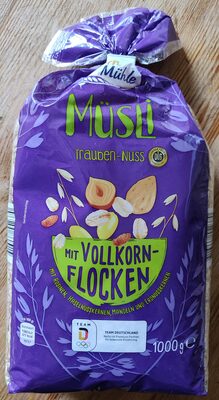 Mühle
Müsli
Trauben-Nuss
MIT VOLLKORN-
FLOCKEN
MIT ROSINEN, HASELNUSSKERNEN, MANDELN UND ERDNUSSKERNEN
TEAM
D
TEAM DEUTSCHLAND
1000g e